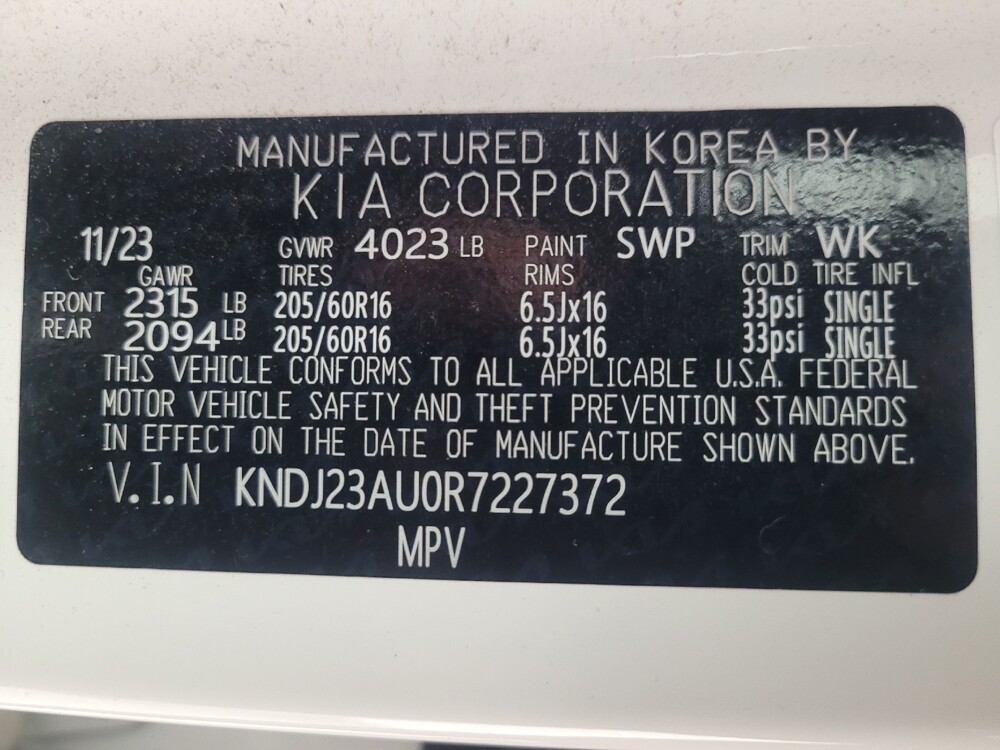 MANUFACTURED IN KOREA BY
KIA CORPORATION
11/23 GVWR 4023 LB PAINT SWP TRIM WK
GAWR TIRES RIMS COLD TIRE INFL
FRONT 2315 LB 205/60R16 6.5Jx16 33psi SINGLE
REAR 2094 LB 205/60R16 6.5Jx16 33psi SINGLE
THIS VEHICLE CONFORMS TO ALL APPLICABLE U.S.A. FEDERAL
MOTOR VEHICLE SAFETY AND THEFT PREVENTION STANDARDS
IN EFFECT ON THE DATE OF MANUFACTURE SHOWN ABOVE.
V.I.N KNDJ23AU0R7227372
MPV